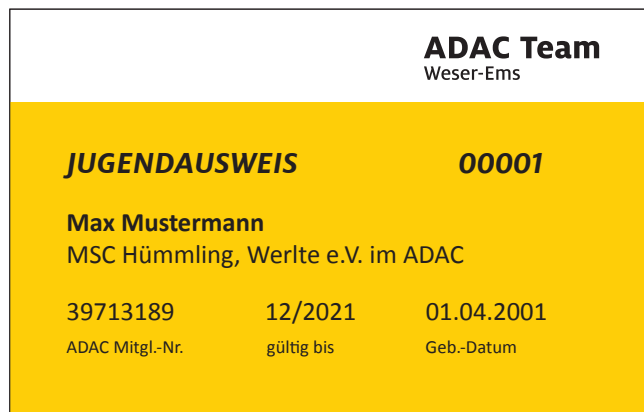 ADAC Team
Weser-Ems
JUGENDAUSWEIS 00001
Max Mustermann
MSC Hümmling, Werlte e.V. im ADAC
39713189 12/2021 01.04.2001
ADAC Mitgl.-Nr. gültig bis Geb.-Datum